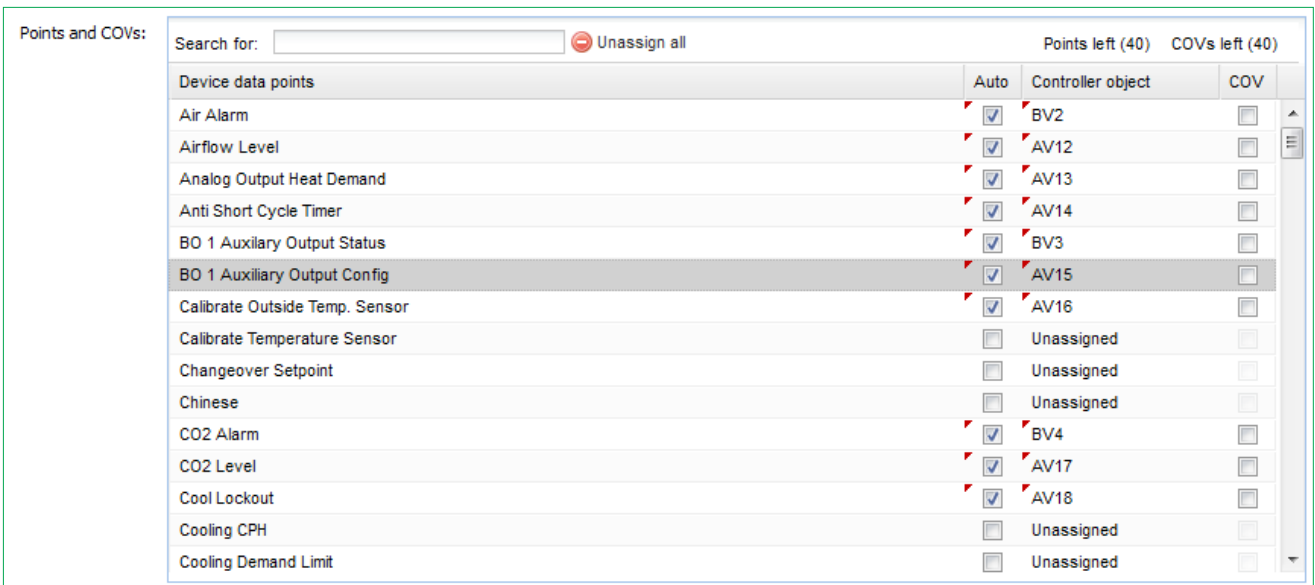 Points and COVs:
Search for: Unassign all Points left (40) COVs left (40)
Device data points Auto Controller object COV
Air Alarm BV2
Airflow Level AV12
Analog Output Heat Demand AV13
Anti Short Cycle Timer AV14
BO 1 Auxilary Output Status BV3
BO 1 Auxiliary Output Config AV15
Calibrate Outside Temp. Sensor AV16
Calibrate Temperature Sensor Unassigned
Changeover Setpoint Unassigned
Chinese Unassigned
CO2 Alarm BV4
CO2 Level AV17
Cool Lockout AV18
Cooling CPH Unassigned
Cooling Demand Limit Unassigned